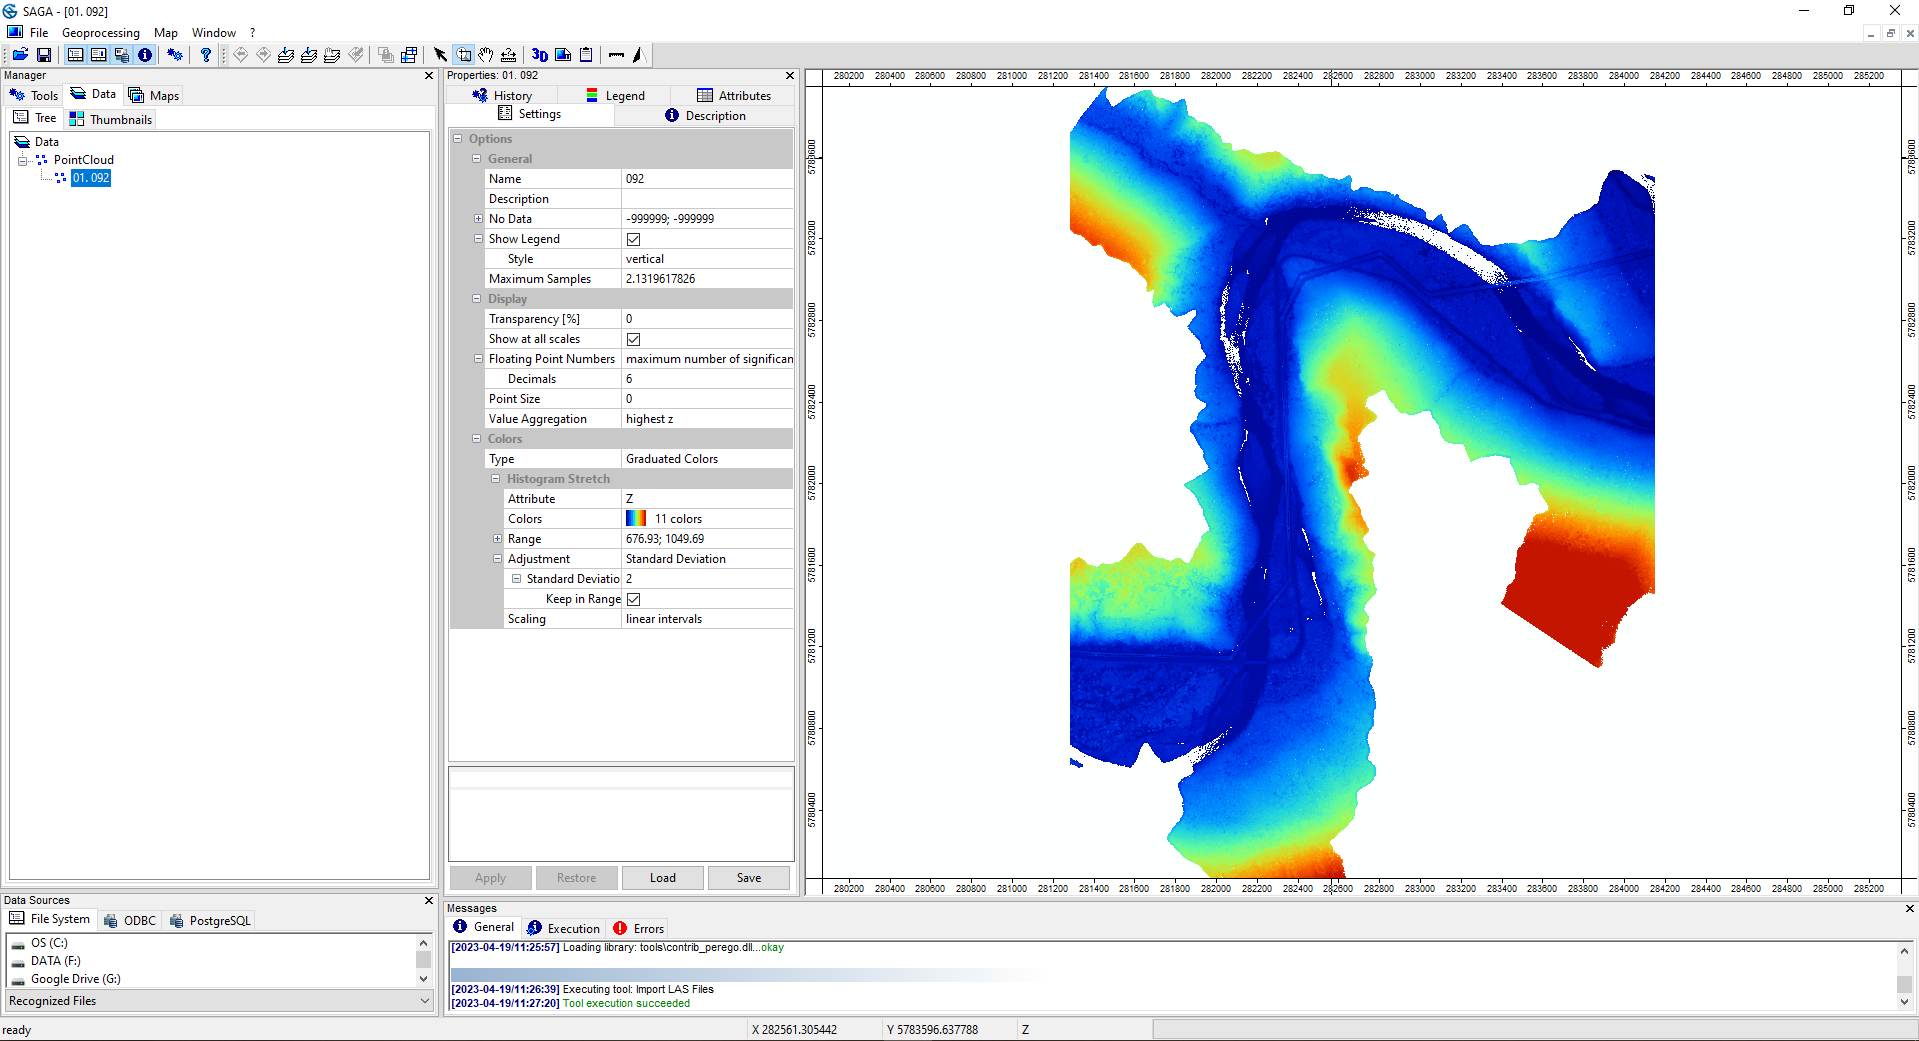 SAGA - [01. 092]
File Geoprocessing Map Window ?
3D
Manager
Tools Data Maps
Tree Thumbnails
Data
PointCloud
01. 092
Properties: 01. 092
History Legend Attributes
Settings Description
Options
General
Name 092
Description
No Data -999999; -999999
Show Legend
Style vertical
Maximum Samples 2.1319617826
Display
Transparency [%] 0
Show at all scales
Floating Point Numbers maximum number of significan
Decimals 6
Point Size 0
Value Aggregation highest z
Colors
Type Graduated Colors
Histogram Stretch
Attribute Z
Colors 11 colors
Range 676.93; 1049.69
Adjustment Standard Deviation
Standard Deviatio 2
Keep in Range
Scaling linear intervals
Apply Restore Load Save
280200 280400 280600 280800 281000 281200 281400 281600 281800 282000 282200 282400 282600 282800 283000 283200 283400 283600 283800 284000 284200 284400 284600 284800 285000 285200
5783600 5783200 5782800 5782400 5782000 5781600 5781200 5780800 5780400
5783600 5783200 5782800 5782400 5782000 5781600 5781200 5780800 5780400
280200 280400 280600 280800 281000 281200 281400 281600 281800 282000 282200 282400 282600 282800 283000 283200 283400 283600 283800 284000 284200 284400 284600 284800 285000 285200
Data Sources
File System ODBC PostgreSQL
OS (C:)
DATA (F:)
Google Drive (G:)
Recognized Files
Messages
General Execution Errors
[2023-04-19/11:25:57] Loading library: tools\contrib_perego.dll...okay
[2023-04-19/11:26:39] Executing tool: Import LAS Files
[2023-04-19/11:27:20] Tool execution succeeded
ready X 282561.305442 Y 5783596.637788 Z